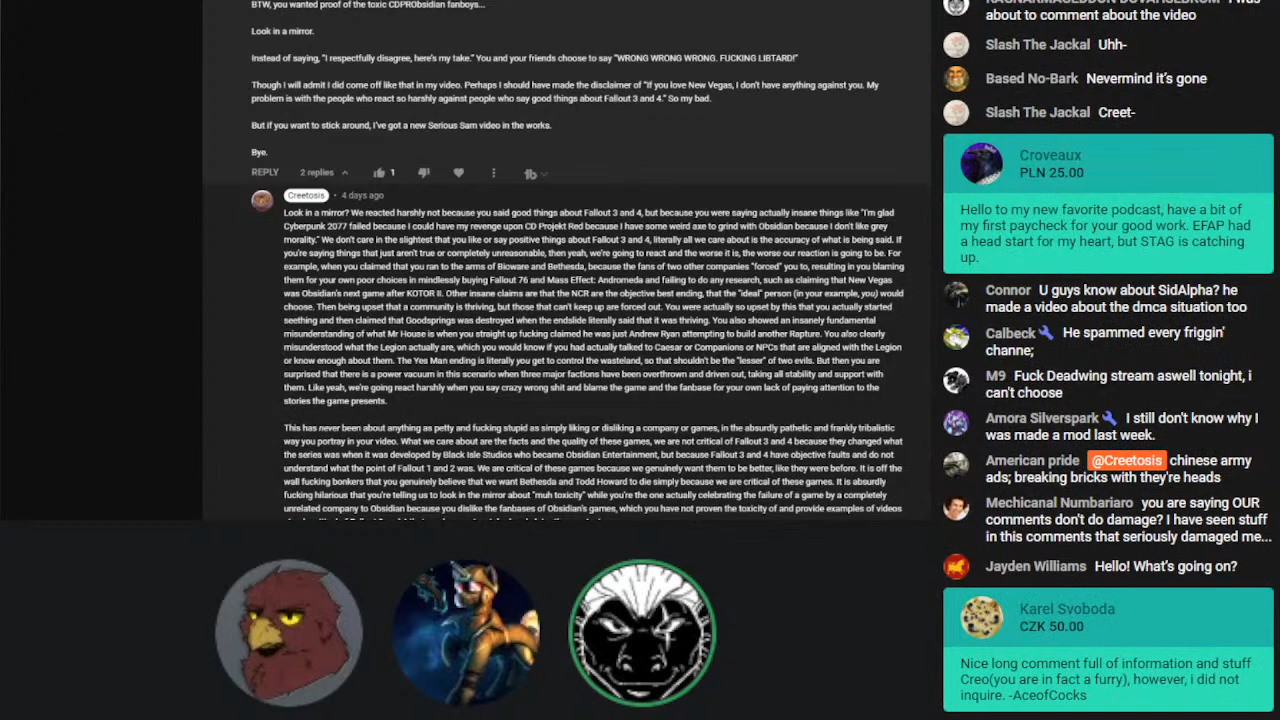 BTW, you wanted proof of the toxic CDPRObsidian fanboys...
Look in a mirror.
Instead of saying, "I respectfully disagree, here's my take." You and your friends choose to say "WRONG WRONG WRONG. FUCKING LIBTARD!"
Though I will admit I did come off like that in my video. Perhaps I should have made the disclaimer of "If you love New Vegas, I don't have anything against you. My
problem is with the people who react so harshly against people who say good things about Fallout 3 and 4." So my bad.
But if you want to stick around, I've got a new Serious Sam video in the works.
Bye.
REPLY 2 replies 1
Creetosis • 4 days ago
Look in a mirror? We reacted harshly not because you said good things about Fallout 3 and 4, but because you were saying actually insane things like "I'm glad
Cyberpunk 2077 failed because I could have my revenge upon CD Projekt Red because I have some weird axe to grind with Obsidian because I don't like grey
morality." We don't care in the slightest that you like or say positive things about Fallout 3 and 4, literally all we care about is the accuracy of what is being said. If
you're saying things that just aren't true or completely unreasonable, then yeah, we're going to react and the worse it is, the worse our reaction is going to be. For
example, when you claimed that you ran to the arms of Bioware and Bethesda, because the fans of two other companies "forced" you to, resulting in you blaming
them for your own poor choices in mindlessly buying Fallout 76 and Mass Effect: Andromeda and failing to do any research, such as claiming that New Vegas
was Obsidian's next game after KOTOR II. Other insane claims are that the NCR are the objective best ending, that the "ideal" person (in your example, you) would
choose. Then being upset that a community is thriving, but those that can't keep up are forced out. You were actually so upset by this that you actually started
seething and then claimed that Goodsprings was destroyed when the endslide literally said that it was thriving. You also showed an insanely fundamental
misunderstanding of what Mr House is when you straight up fucking claimed he was just Andrew Ryan attempting to build another Rapture. You also clearly
misunderstood what the Legion actually are, which you would know if you had actually talked to Caesar or Companions or NPCs that are aligned with the Legion
or know enough about them. The Yes Man ending is literally you get to control the wasteland, so that shouldn't be the "lesser" of two evils. But then you are
surprised that there is a power vacuum in this scenario when three major factions have been overthrown and driven out, taking all stability and support with
them. Like yeah, we're going react harshly when you say crazy wrong shit and blame the game and the fanbase for your own lack of paying attention to the
stories the game presents.
This has never been about anything as petty and fucking stupid as simply liking or disliking a company or games, in the absurdly pathetic and frankly tribalistic
way you portray in your video. What we care about are the facts and the quality of these games, we are not critical of Fallout 3 and 4 because they changed what
the series was when it was developed by Black Isle Studios who became Obsidian Entertainment, but because Fallout 3 and 4 have objective faults and do not
understand what the point of Fallout 1 and 2 was. We are critical of these games because we genuinely want them to be better, like they were before. It is off the
wall fucking bonkers that you genuinely believe that we want Bethesda and Todd Howard to die simply because we are critical of these games. It is absurdly
fucking hilarious that you're telling us to look in the mirror about "muh toxicity" while you're the one actually celebrating the failure of a game by a completely
unrelated company to Obsidian because you dislike the fanbases of Obsidian's games, which you have not proven the toxicity of and provide examples of videos
was
about to comment about the video
Slash The Jackal Uhh-
Based No-Bark Nevermind it's gone
Slash The Jackal Creet-
Croveaux
PLN 25.00
Hello to my new favorite podcast, have a bit of
my first paycheck for your good work. EFAP had
a head start for my heart, but STAG is catching
up.
Connor U guys know about SidAlpha? he
made a video about the dmca situation too
Calbeck He spammed every friggin'
channe;
M9 Fuck Deadwing stream aswell tonight, i
can't choose
Amora Silverspark I still don't know why I
was made a mod last week.
American pride @Creetosis chinese army
ads; breaking bricks with they're heads
Mechicanal Numbariaro you are saying OUR
comments don't do damage? I have seen stuff
in this comments that seriously damaged me...
Jayden Williams Hello! What's going on?
Karel Svoboda
CZK 50.00
Nice long comment full of information and stuff
Creo(you are in fact a furry), however, i did not
inquire. -AceofCocks